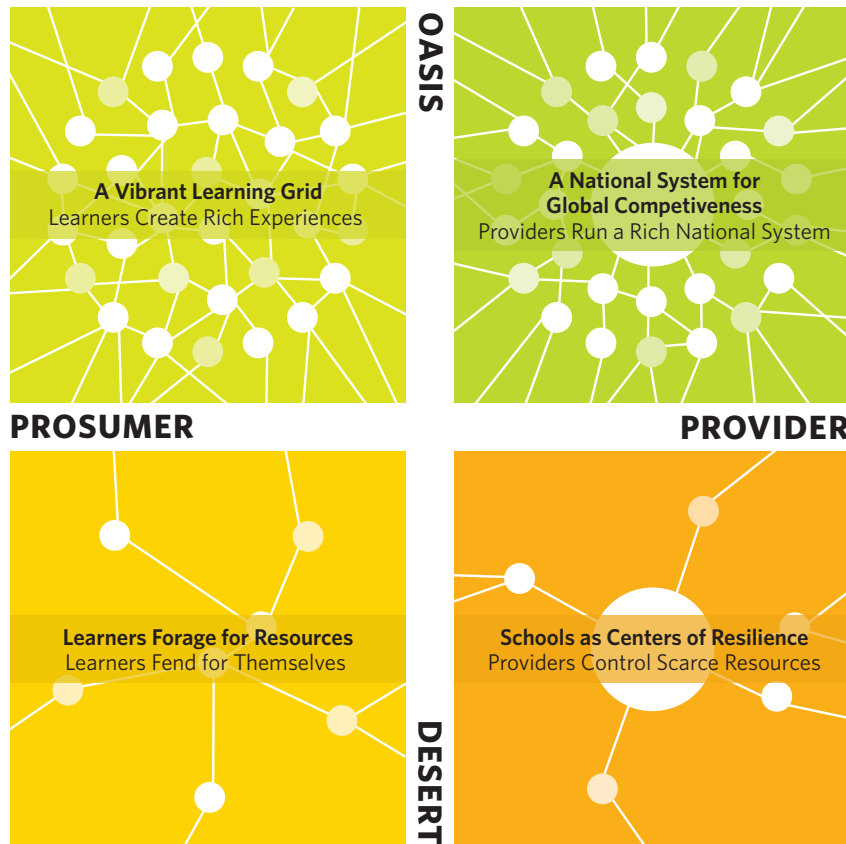 OASIS
A Vibrant Learning Grid
Learners Create Rich Experiences
A National System for
Global Competiveness
Providers Run a Rich National System
PROSUMER
PROVIDER
Learners Forage for Resources
Learners Fend for Themselves
Schools as Centers of Resilience
Providers Control Scarce Resources
DESERT